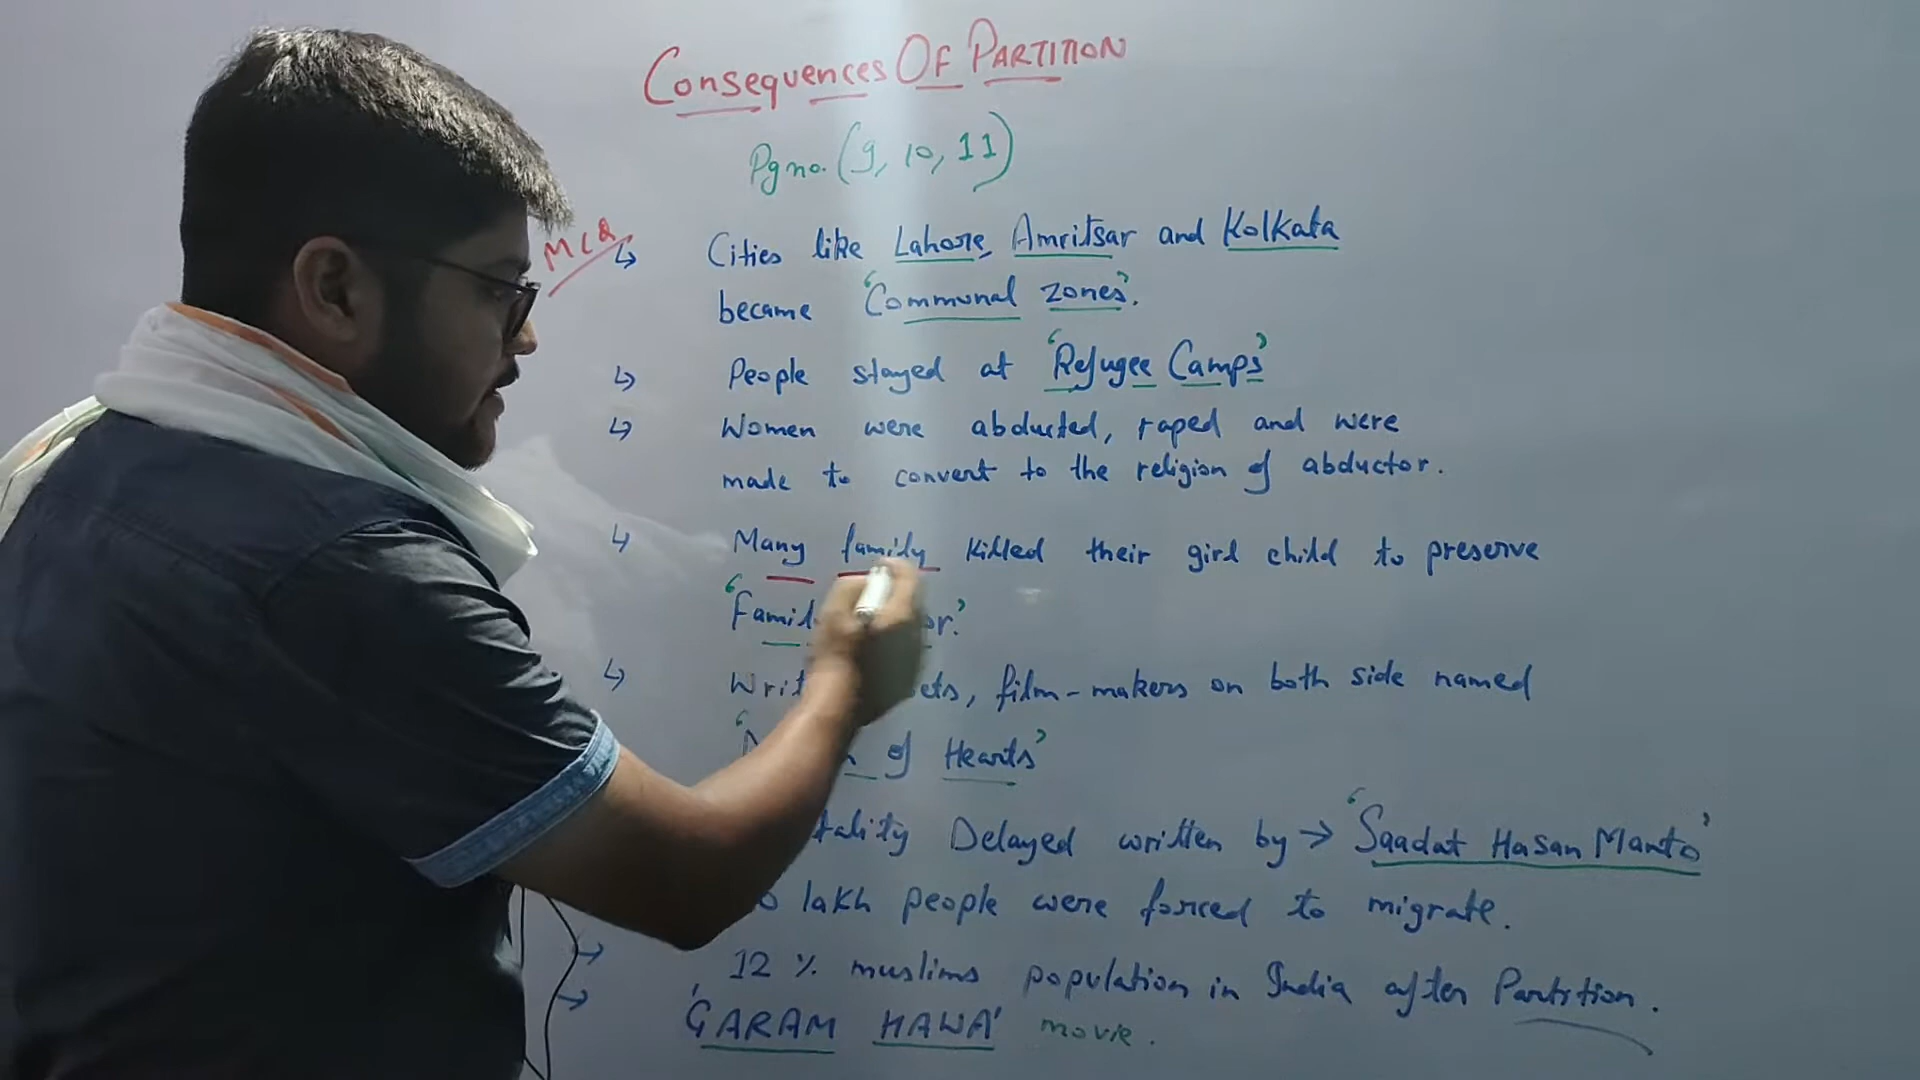 Consequences OF PARTITION
Pg no. (9, 10, 11)
MCQ
↳ Cities like Lahore, Amritsar and Kolkata
became 'Communal zones'.
↳ People stayed at 'Refugee Camps'
↳ Women were abducted, raped and were
made to convert to the religion of abductor.
↳ Many family killed their girl child to preserve
'Famil or.'
↳ Writ ets, film-makers on both side named
' of Hearts'
tality Delayed written by → 'Saadat Hasan Manto'
lakh people were forced to migrate.
→ 12 % muslims population in India after Partition.
→ 'GARAM HAWA' movie.